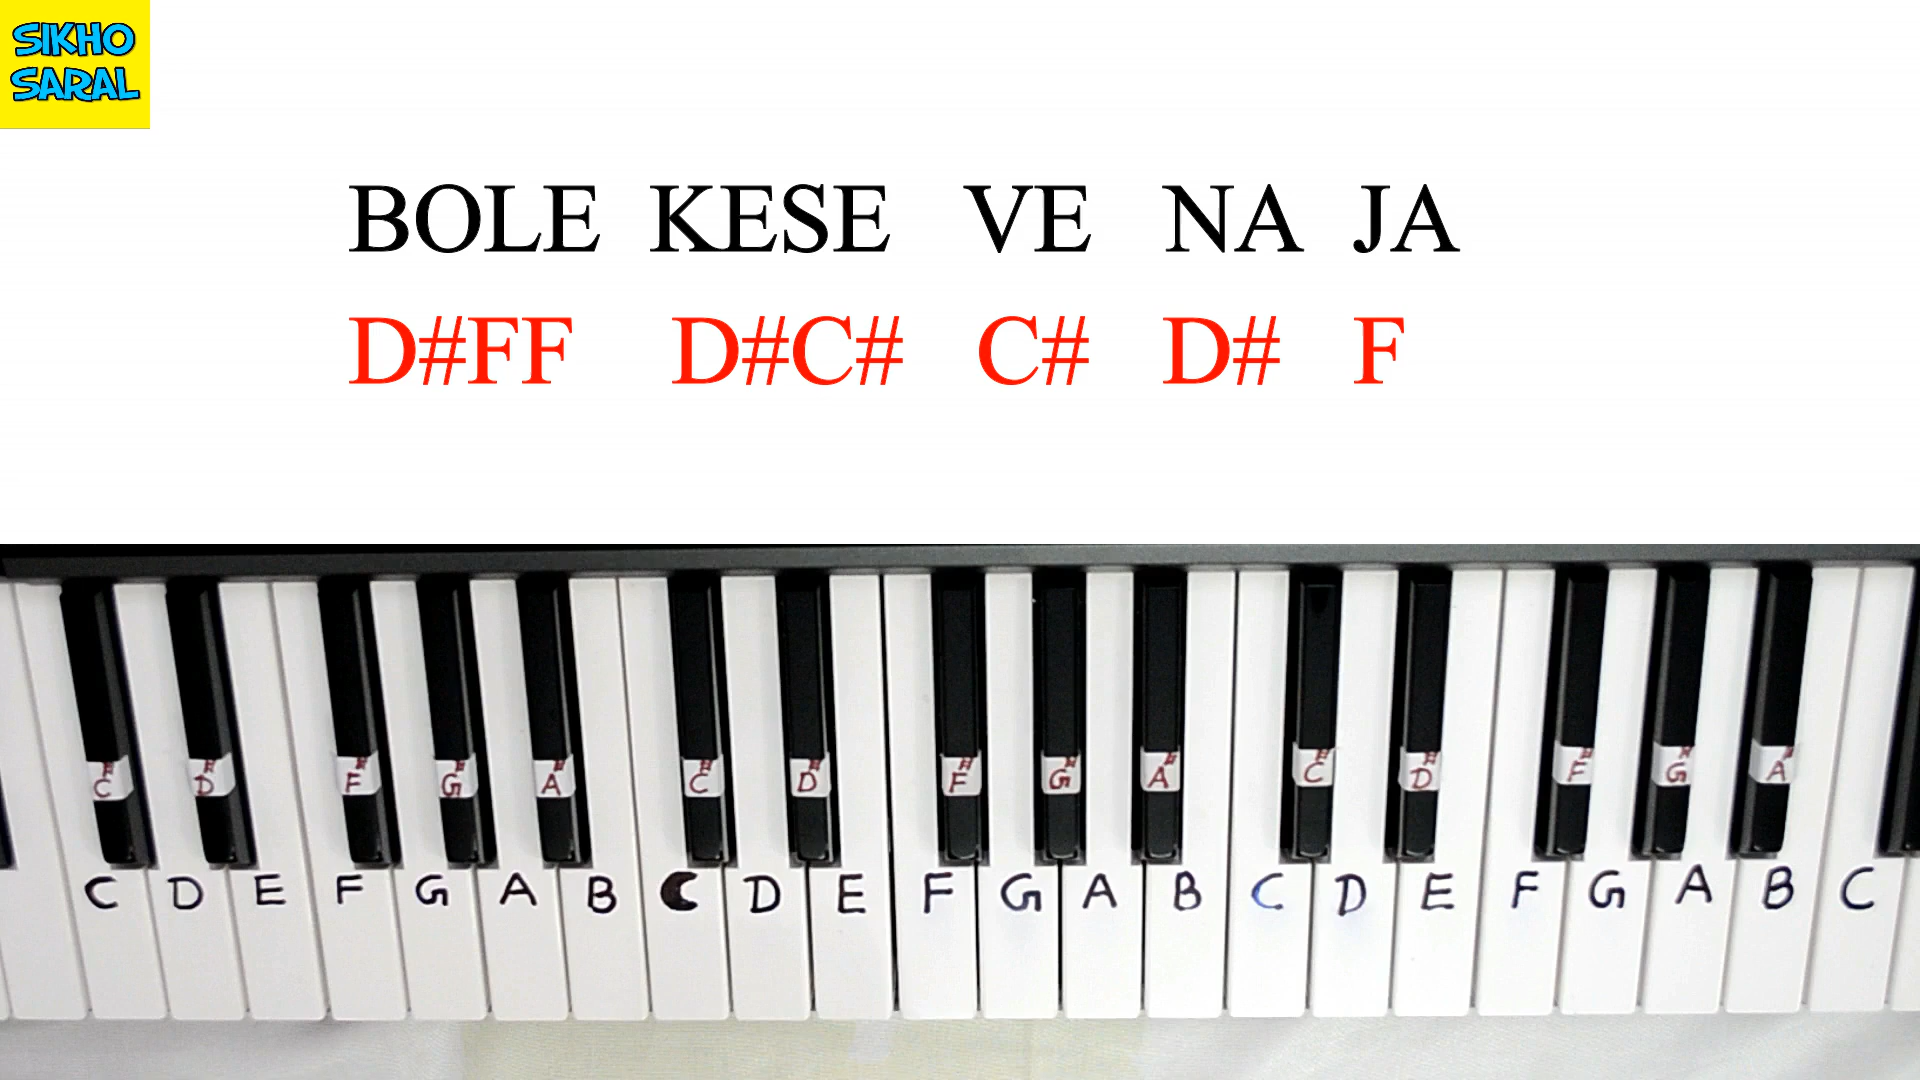 SIKHO
SARAL
BOLE KESE VE NA JA
D#FF D#C# C# D# F
C# D# F# G# A# C# D# F# G# A# C# D# F# G# A#
C D E F G A B C D E F G A B C D E F G A B C